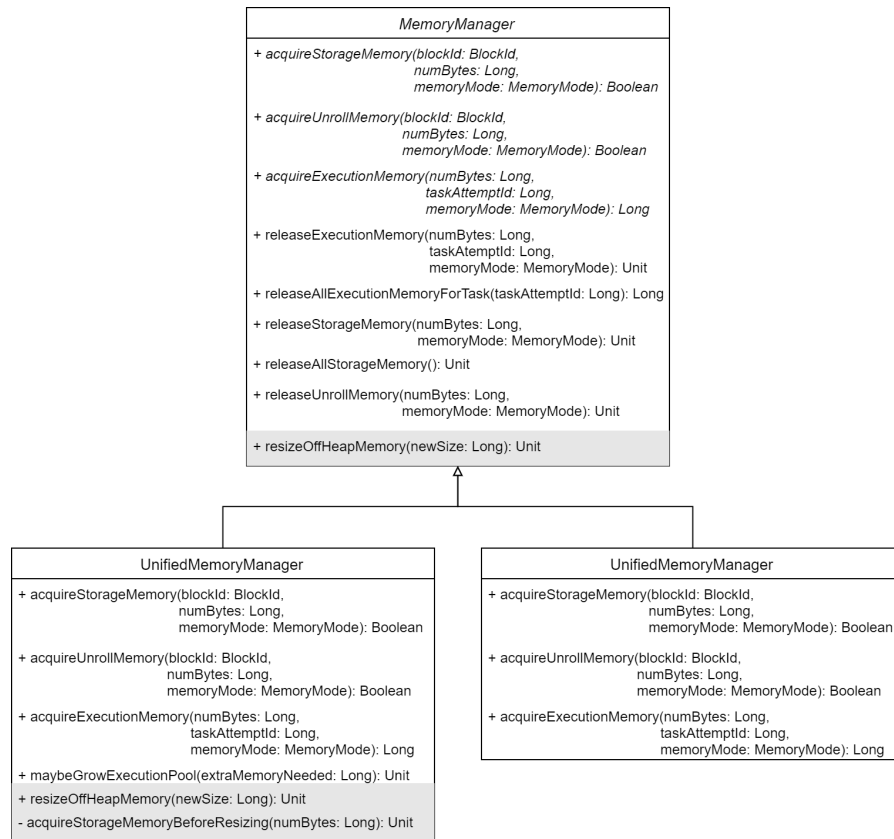 MemoryManager
+ acquireStorageMemory(blockId: BlockId,
numBytes: Long,
memoryMode: MemoryMode): Boolean
+ acquireUnrollMemory(blockId: BlockId,
numBytes: Long,
memoryMode: MemoryMode): Boolean
+ acquireExecutionMemory(numBytes: Long,
taskAttemptId: Long,
memoryMode: MemoryMode): Long
+ releaseExecutionMemory(numBytes: Long,
taskAtemptId: Long,
memoryMode: MemoryMode): Unit
+ releaseAllExecutionMemoryForTask(taskAttemptId: Long): Long
+ releaseStorageMemory(numBytes: Long,
memoryMode: MemoryMode): Unit
+ releaseAllStorageMemory(): Unit
+ releaseUnrollMemory(numBytes: Long,
memoryMode: MemoryMode): Unit
+ resizeOffHeapMemory(newSize: Long): Unit
UnifiedMemoryManager
+ acquireStorageMemory(blockId: BlockId,
numBytes: Long,
memoryMode: MemoryMode): Boolean
+ acquireUnrollMemory(blockId: BlockId,
numBytes: Long,
memoryMode: MemoryMode): Boolean
+ acquireExecutionMemory(numBytes: Long,
taskAttemptId: Long,
memoryMode: MemoryMode): Long
+ maybeGrowExecutionPool(extraMemoryNeeded: Long): Unit
+ resizeOffHeapMemory(newSize: Long): Unit
- acquireStorageMemoryBeforeResizing(numBytes: Long): Unit
UnifiedMemoryManager
+ acquireStorageMemory(blockId: BlockId,
numBytes: Long,
memoryMode: MemoryMode): Boolean
+ acquireUnrollMemory(blockId: BlockId,
numBytes: Long,
memoryMode: MemoryMode): Boolean
+ acquireExecutionMemory(numBytes: Long,
taskAttemptId: Long,
memoryMode: MemoryMode): Long